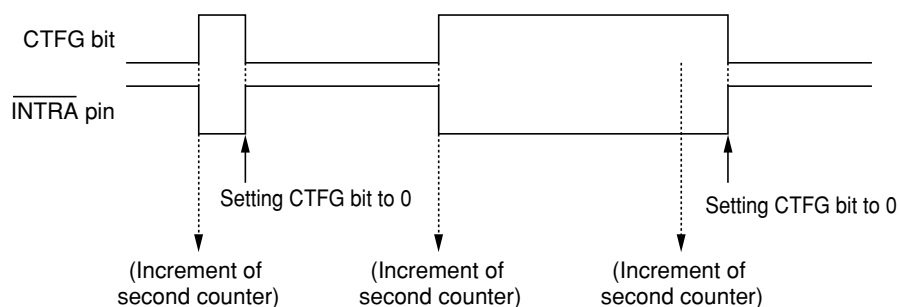 CTFG bit
INTRA pin
Setting CTFG bit to 0
Setting CTFG bit to 0
(Increment of
second counter)
(Increment of
second counter)
(Increment of
second counter)